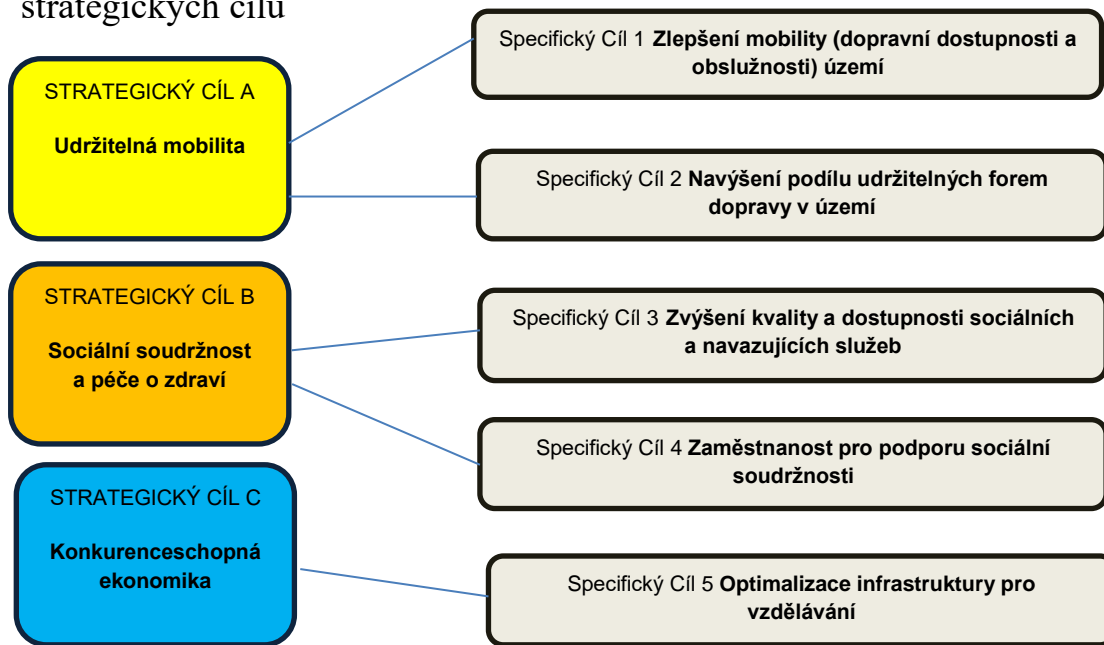 strategických cílů
STRATEGICKÝ CÍL A
Udržitelná mobilita
Specifický Cíl 1 Zlepšení mobility (dopravní dostupnosti a
obslužnosti) území
Specifický Cíl 2 Navýšení podílu udržitelných forem
dopravy v území
STRATEGICKÝ CÍL B
Sociální soudržnost
a péče o zdraví
Specifický Cíl 3 Zvýšení kvality a dostupnosti sociálních
a navazujících služeb
Specifický Cíl 4 Zaměstnanost pro podporu sociální
soudržnosti
STRATEGICKÝ CÍL C
Konkurenceschopná
ekonomika
Specifický Cíl 5 Optimalizace infrastruktury pro
vzdělávání